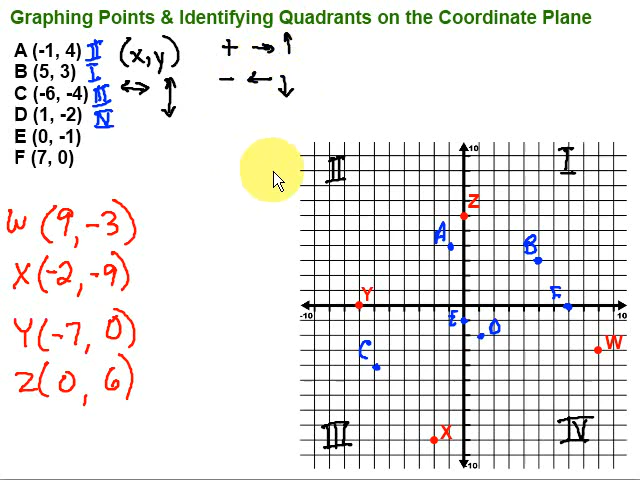 Graphing Points & Identifying Quadrants on the Coordinate Plane
A (-1, 4) II
B (5, 3) I
C (-6, -4) III
D (1, -2) IV
E (0, -1)
F (7, 0)
(x,y)
+
-
W (9, -3)
X (-2, -9)
Y (-7, 0)
Z (0, 6)
10
II
I
Z
A
B
Y
F
-10
10
E
D
W
C
III
X
IV
-10